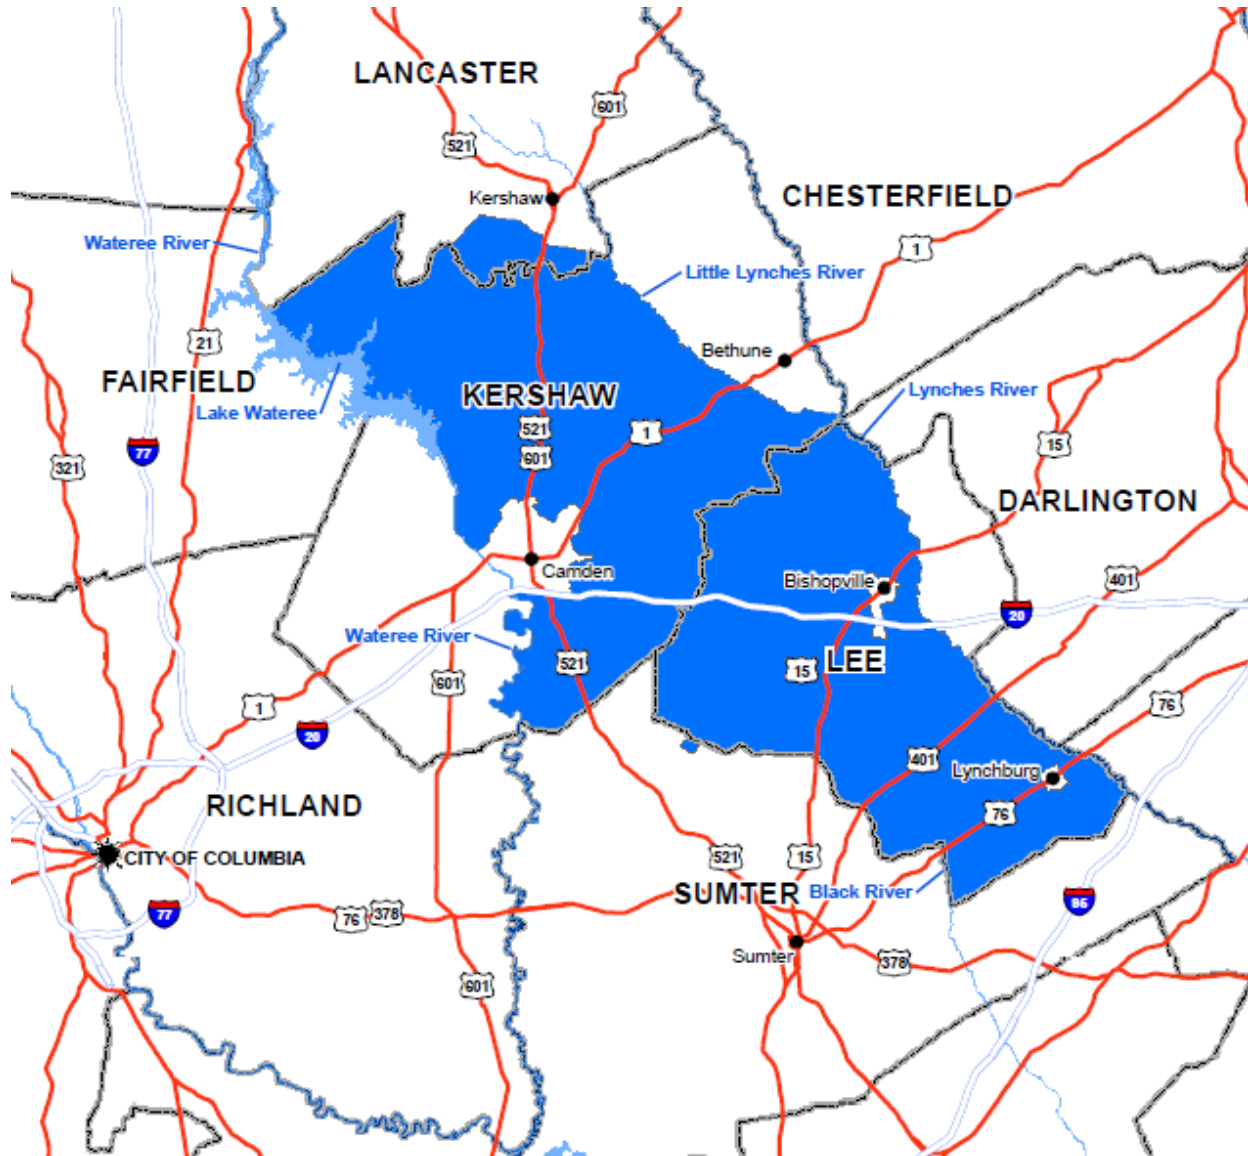 LANCASTER
601
521
Kershaw
CHESTERFIELD
Wateree River
1
Little Lynches River
21
Bethune
FAIRFIELD
KERSHAW
Lynches River
Lake Wateree
521
1
15
77
601
321
DARLINGTON
Camden
Bishopville
401
20
Wateree River
521
15
LEE
601
1
76
20
401
Lynchburg
RICHLAND
76
CITY OF COLUMBIA
521
15
SUMTER
Black River
95
77
76
378
Sumter
378
601